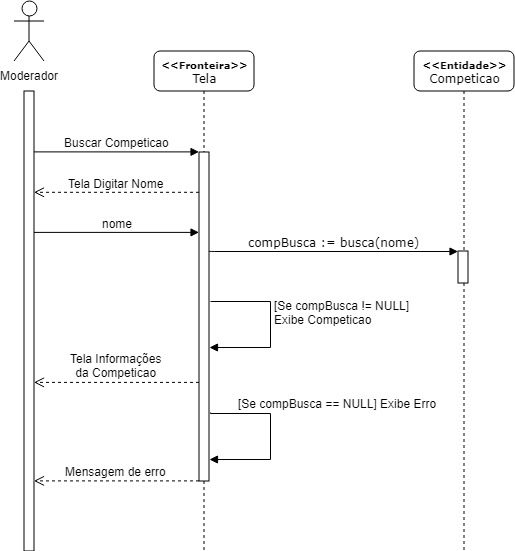 Moderador
<<Fronteira>>
Tela
<<Entidade>>
Competicao
Buscar Competicao
Tela Digitar Nome
nome
compBusca := busca(nome)
[Se compBusca != NULL]
Exibe Competicao
Tela Informações
da Competicao
[Se compBusca == NULL] Exibe Erro
Mensagem de erro